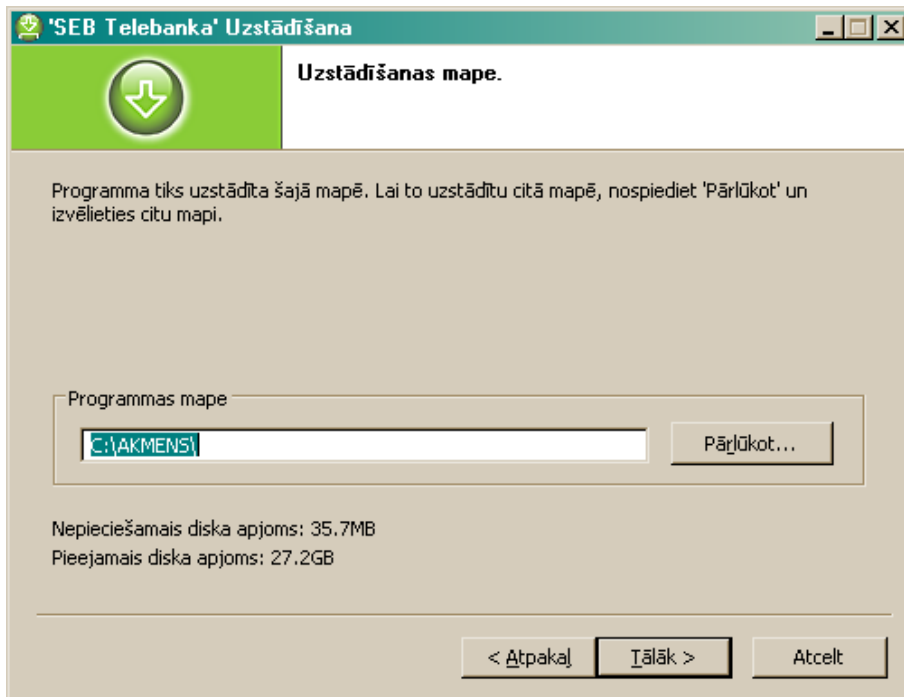 'SEB Telebanka' Uzstādīšana
Uzstādīšanas mape.
Programma tiks uzstādīta šajā mapē. Lai to uzstādītu citā mapē, nospiediet 'Pārlūkot' un
izvēlieties citu mapi.
Programmas mape
C:\AKMENS\
Pārlūkot...
Nepieciešamais diska apjoms: 35.7MB
Pieejamais diska apjoms: 27.2GB
< Atpakaļ
Tālāk >
Atcelt